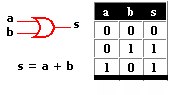 a
b
s
s = a + b
a b s
0 0 0
0 1 1
1 0 1